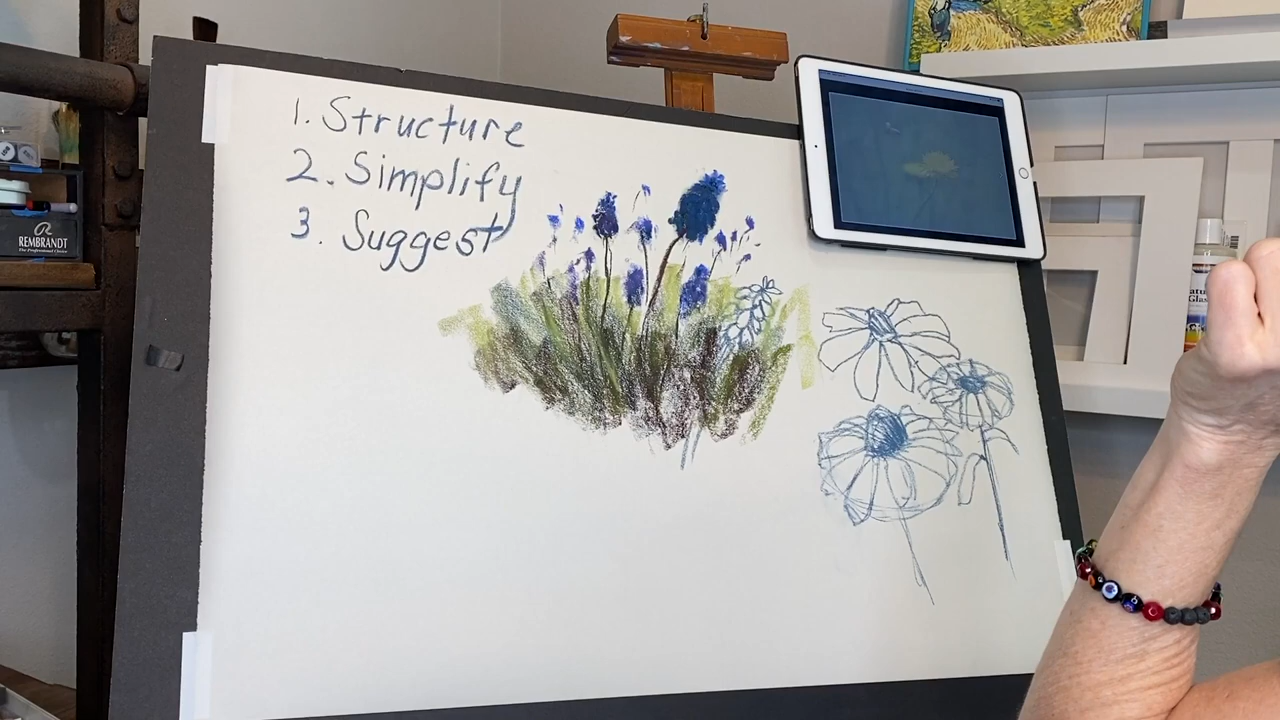 1. Structure
2. Simplify
3. Suggest
REMBRANDT